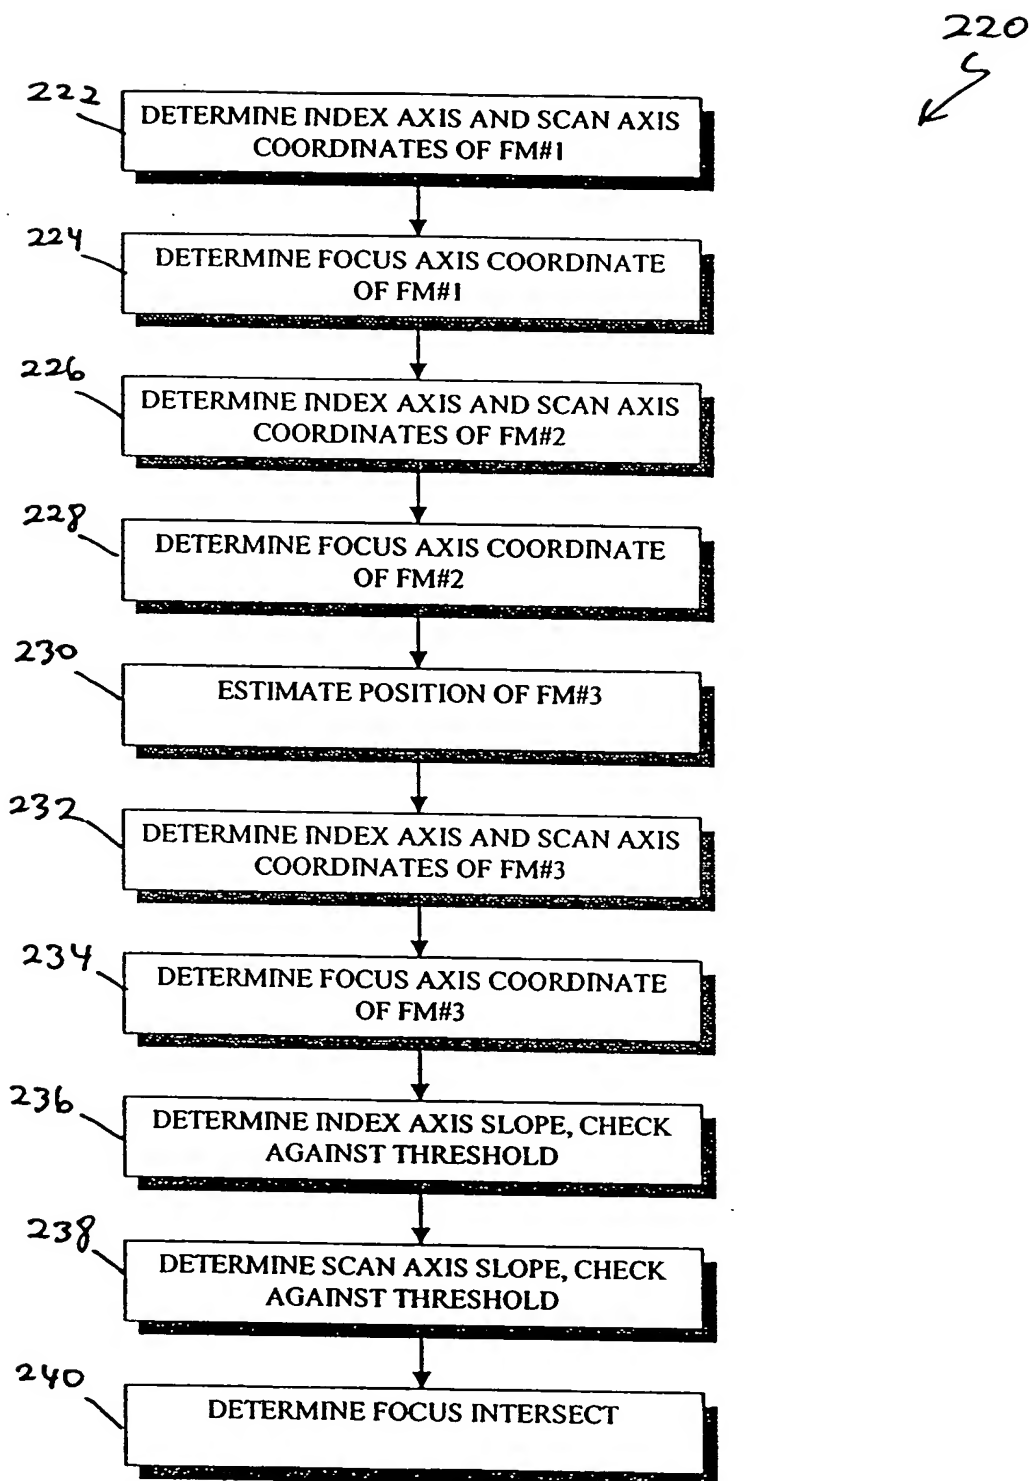 220
222
DETERMINE INDEX AXIS AND SCAN AXIS
COORDINATES OF FM#1
224
DETERMINE FOCUS AXIS COORDINATE
OF FM#1
226
DETERMINE INDEX AXIS AND SCAN AXIS
COORDINATES OF FM#2
228
DETERMINE FOCUS AXIS COORDINATE
OF FM#2
230
ESTIMATE POSITION OF FM#3
232
DETERMINE INDEX AXIS AND SCAN AXIS
COORDINATES OF FM#3
234
DETERMINE FOCUS AXIS COORDINATE
OF FM#3
236
DETERMINE INDEX AXIS SLOPE, CHECK
AGAINST THRESHOLD
238
DETERMINE SCAN AXIS SLOPE, CHECK
AGAINST THRESHOLD
240
DETERMINE FOCUS INTERSECT